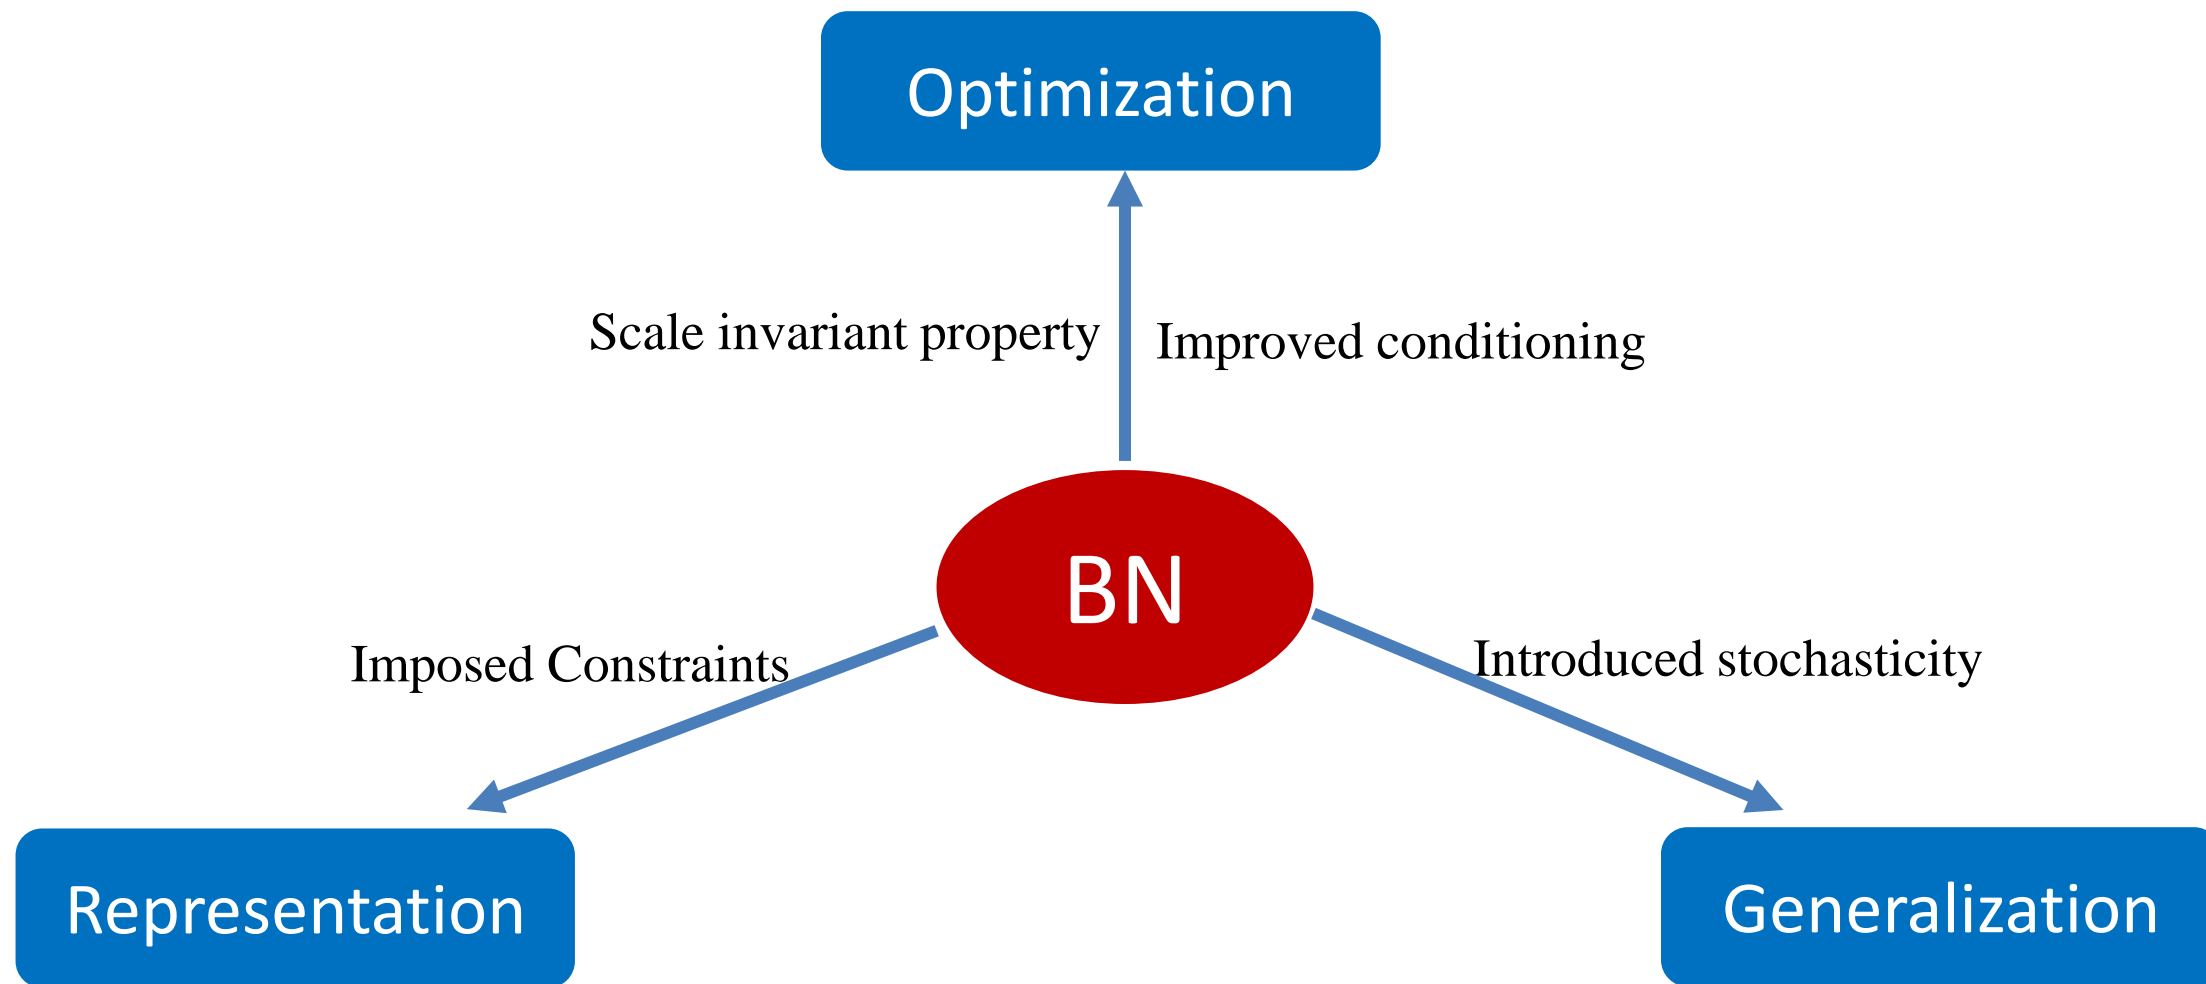 Optimization
Scale invariant property
Improved conditioning
BN
Imposed Constraints
Introduced stochasticity
Representation
Generalization